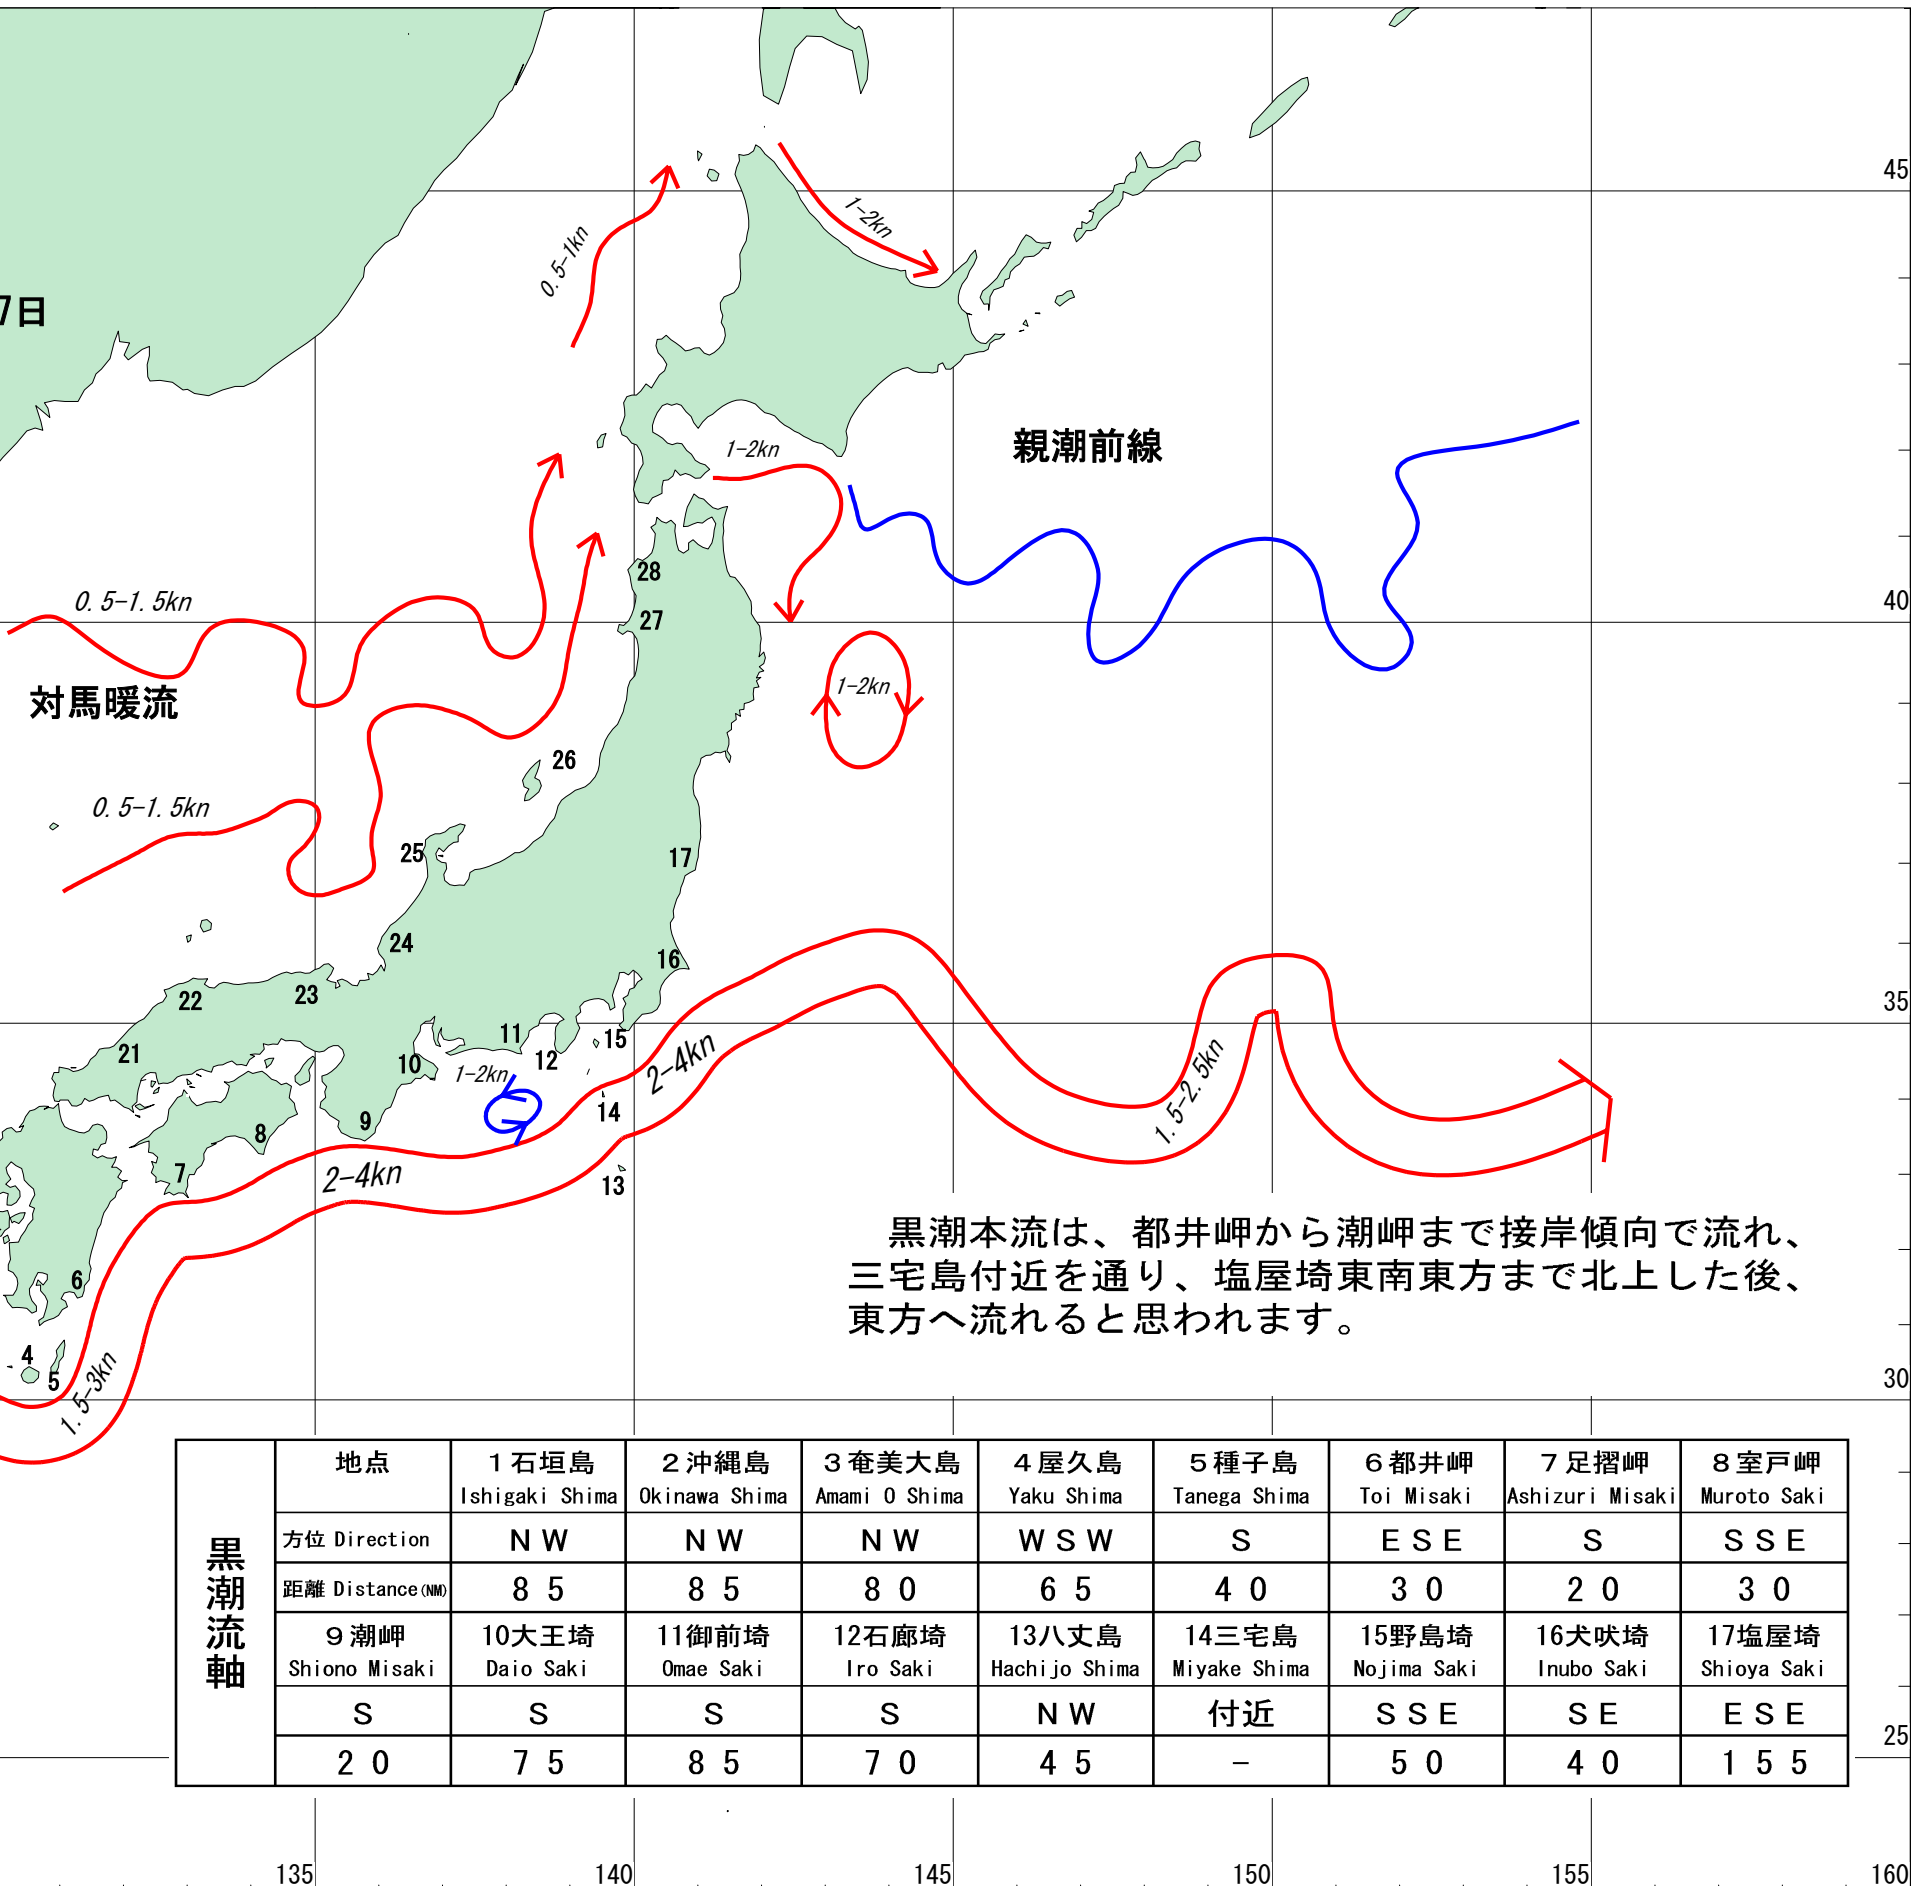 45
1-2kn
0.5-1kn
7日
親潮前線
1-2kn
28
0.5-1.5kn
40
27
1-2kn
対馬暖流
26
0.5-1.5kn
25
17
24
16
22
23
35
11
15
21
12
10
1-2kn
2-4kn
14
9
8
1.5-2.5kn
7
2-4kn
13
黒潮本流は、都井岬から潮岬まで接岸傾向で流れ、
三宅島付近を通り、塩屋埼東南東方まで北上した後、
東方へ流れると思われます。
6
4
5
1.5-3kn
30
黒潮流軸
地点 1石垣島 2沖縄島 3奄美大島 4屋久島 5種子島 6都井岬 7足摺岬 8室戸岬
Ishigaki Shima Okinawa Shima Amami O Shima Yaku Shima Tanega Shima Toi Misaki Ashizuri Misaki Muroto Saki
方位 Direction NW NW NW WSW S ESE S SSE
距離 Distance(NM) 85 85 80 65 40 30 20 30
9潮岬 10大王埼 11御前埼 12石廊埼 13八丈島 14三宅島 15野島埼 16犬吠埼 17塩屋埼
Shiono Misaki Daio Saki Omae Saki Iro Saki Hachijo Shima Miyake Shima Nojima Saki Inubo Saki Shioya Saki
S S S S NW 付近 SSE SE ESE
20 75 85 70 45 - 50 40 155
25
135 140 145 150 155 160